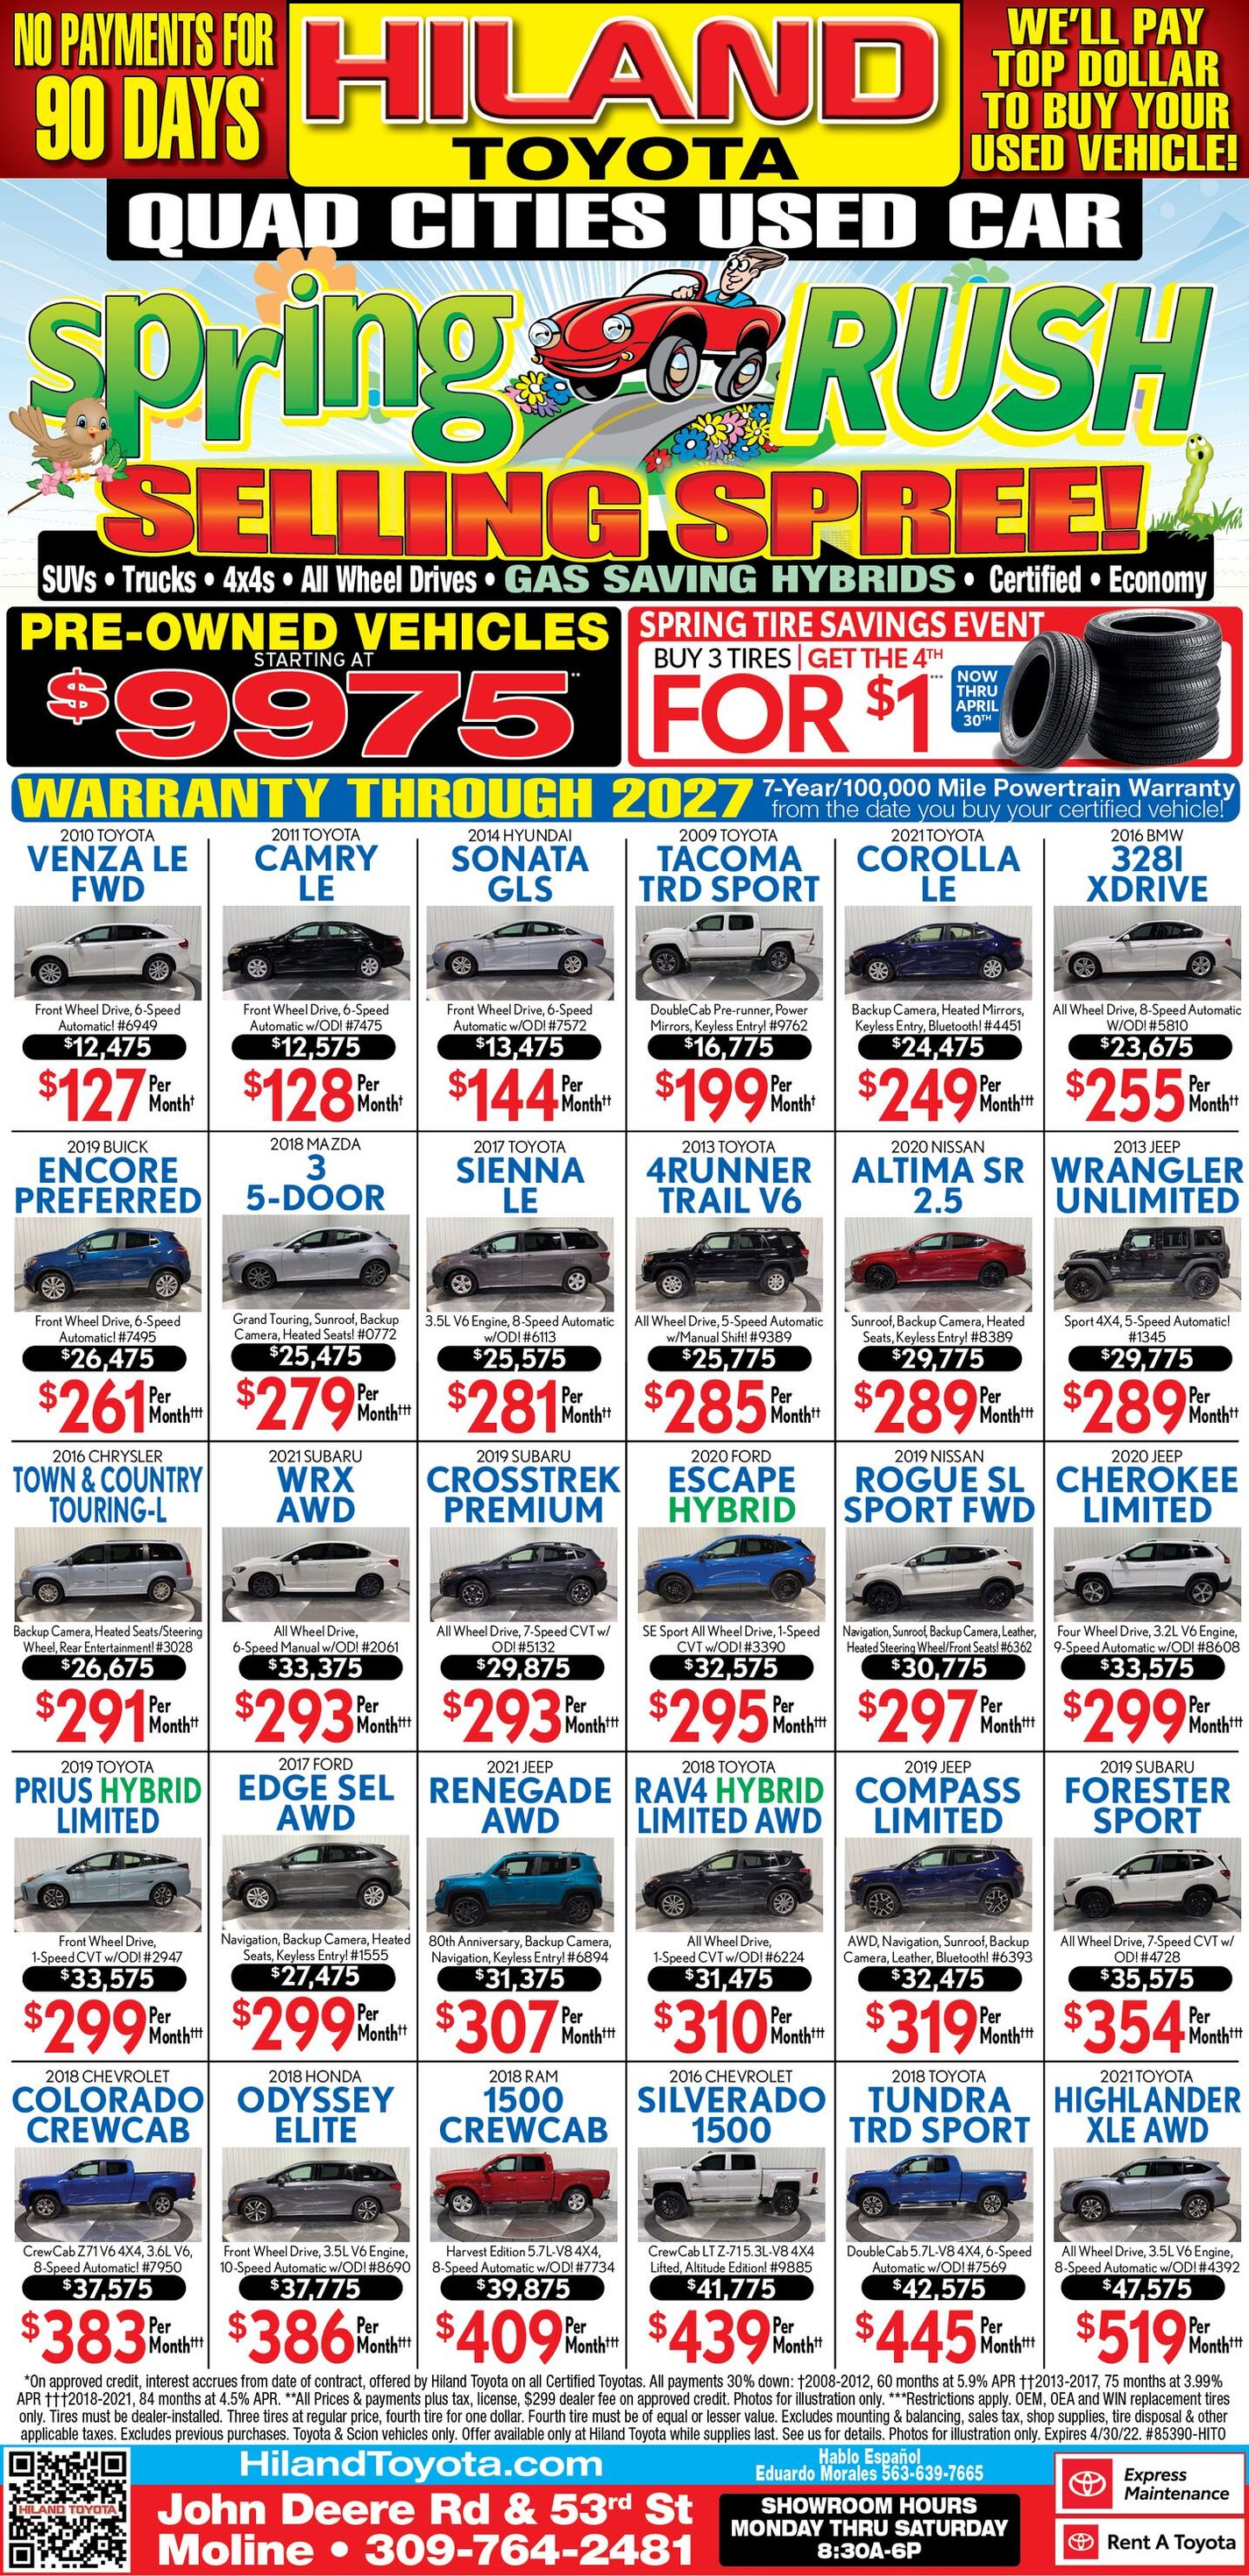 NO PAYMENTS FOR
90 DAYS*
HILAND
TOYOTA
WE'LL PAY
TOP DOLLAR
TO BUY YOUR
USED VEHICLE!
QUAD CITIES USED CAR
Spring RUSH
SELLING SPREE!
SUVs • Trucks • 4x4s • All Wheel Drives • GAS SAVING HYBRIDS • Certified • Economy
PRE-OWNED VEHICLES
STARTING AT
$9975**
SPRING TIRE SAVINGS EVENT
BUY 3 TIRES | GET THE 4TH
FOR $1***
NOW
THRU
APRIL
30TH
WARRANTY THROUGH 2027
7-Year/100,000 Mile Powertrain Warranty
from the date you buy your certified vehicle!
2010 TOYOTA
VENZA LE
FWD
Front Wheel Drive, 6-Speed
Automatic! #6949
$12,475
$127 Per Month†
2011 TOYOTA
CAMRY
LE
Front Wheel Drive, 6-Speed
Automatic w/OD! #7475
$12,575
$128 Per Month†
2014 HYUNDAI
SONATA
GLS
Front Wheel Drive, 6-Speed
Automatic w/OD! #7572
$13,475
$144 Per Month††
2009 TOYOTA
TACOMA
TRD SPORT
DoubleCab Pre-runner, Power
Mirrors, Keyless Entry! #9762
$16,775
$199 Per Month†
2021 TOYOTA
COROLLA
LE
Backup Camera, Heated Mirrors,
Keyless Entry, Bluetooth! #4451
$24,475
$249 Per Month†††
2016 BMW
328I
XDRIVE
All Wheel Drive, 8-Speed Automatic
W/OD! #5810
$23,675
$255 Per Month††
2019 BUICK
ENCORE
PREFERRED
Front Wheel Drive, 6-Speed
Automatic! #7495
$26,475
$261 Per Month†††
2018 MAZDA
3
5-DOOR
Grand Touring, Sunroof, Backup
Camera, Heated Seats! #0772
$25,475
$279 Per Month†††
2017 TOYOTA
SIENNA
LE
3.5L V6 Engine, 8-Speed Automatic
w/OD! #6113
$25,575
$281 Per Month††
2013 TOYOTA
4RUNNER
TRAIL V6
All Wheel Drive, 5-Speed Automatic
w/Manual Shift! #9389
$25,775
$285 Per Month††
2020 NISSAN
ALTIMA SR
2.5
Sunroof, Backup Camera, Heated
Seats, Keyless Entry! #8389
$29,775
$289 Per Month†††
2013 JEEP
WRANGLER
UNLIMITED
Sport 4X4, 5-Speed Automatic!
#1345
$29,775
$289 Per Month††
2016 CHRYSLER
TOWN & COUNTRY
TOURING-L
Backup Camera, Heated Seats/Steering
Wheel, Rear Entertainment! #3028
$26,675
$291 Per Month††
2021 SUBARU
WRX
AWD
All Wheel Drive,
6-Speed Manual w/OD! #2061
$33,375
$293 Per Month†††
2019 SUBARU
CROSSTREK
PREMIUM
All Wheel Drive, 7-Speed CVT w/
OD! #5132
$29,875
$293 Per Month†††
2020 FORD
ESCAPE
HYBRID
SE Sport All Wheel Drive, 1-Speed
CVT w/OD! #3390
$32,575
$295 Per Month†††
2019 NISSAN
ROGUE SL
SPORT FWD
Navigation, Sunroof, Backup Camera, Leather,
Heated Steering Wheel/Front Seats! #6362
$30,775
$297 Per Month†††
2020 JEEP
CHEROKEE
LIMITED
Four Wheel Drive, 3.2L V6 Engine,
9-Speed Automatic w/OD! #8608
$33,575
$299 Per Month†††
2019 TOYOTA
PRIUS HYBRID
LIMITED
Front Wheel Drive,
1-Speed CVT w/OD! #2947
$33,575
$299 Per Month†††
2017 FORD
EDGE SEL
AWD
Navigation, Backup Camera, Heated
Seats, Keyless Entry! #1555
$27,475
$299 Per Month††
2021 JEEP
RENEGADE
AWD
80th Anniversary, Backup Camera,
Navigation, Keyless Entry! #6894
$31,375
$307 Per Month†††
2018 TOYOTA
RAV4 HYBRID
LIMITED AWD
All Wheel Drive,
1-Speed CVT w/OD! #6224
$31,475
$310 Per Month†††
2019 JEEP
COMPASS
LIMITED
AWD, Navigation, Sunroof, Backup
Camera, Leather, Bluetooth! #6393
$32,475
$319 Per Month†††
2019 SUBARU
FORESTER
SPORT
All Wheel Drive, 7-Speed CVT w/
OD! #4728
$35,575
$354 Per Month†††
2018 CHEVROLET
COLORADO
CREWCAB
CrewCab Z71 V6 4X4, 3.6L V6,
8-Speed Automatic! #7950
$37,575
$383 Per Month†††
2018 HONDA
ODYSSEY
ELITE
Front Wheel Drive, 3.5L V6 Engine,
10-Speed Automatic w/OD! #8690
$37,775
$386 Per Month†††
2018 RAM
1500
CREWCAB
Harvest Edition 5.7L-V8 4X4,
8-Speed Automatic w/OD! #7734
$39,875
$409 Per Month†††
2016 CHEVROLET
SILVERADO
1500
CrewCab LT Z-71 5.3L-V8 4X4
Lifted, Altitude Edition! #9885
$41,775
$439 Per Month††
2018 TOYOTA
TUNDRA
TRD SPORT
DoubleCab 5.7L-V8 4X4, 6-Speed
Automatic w/OD! #7569
$42,575
$445 Per Month†††
2021 TOYOTA
HIGHLANDER
XLE AWD
All Wheel Drive, 3.5L V6 Engine,
8-Speed Automatic w/OD! #4392
$47,575
$519 Per Month†††
*On approved credit, interest accrues from date of contract, offered by Hiland Toyota on all Certified Toyotas. All payments 30% down: †2008-2012, 60 months at 5.9% APR ††2013-2017, 75 months at 3.99%
APR †††2018-2021, 84 months at 4.5% APR. **All Prices & payments plus tax, license, $299 dealer fee on approved credit. Photos for illustration only. ***Restrictions apply. OEM, OEA and WIN replacement tires
only. Tires must be dealer-installed. Three tires at regular price, fourth tire for one dollar. Fourth tire must be of equal or lesser value. Excludes mounting & balancing, sales tax, shop supplies, tire disposal & other
applicable taxes. Excludes previous purchases. Toyota & Scion vehicles only. Offer available only at Hiland Toyota while supplies last. See us for details. Photos for illustration only. Expires 4/30/22. #85390-HITO
HILAND TOYOTA
HilandToyota.com
Hablo Español
Eduardo Morales 563-639-7665
John Deere Rd & 53rd St
Moline • 309-764-2481
SHOWROOM HOURS
MONDAY THRU SATURDAY
8:30A-6P
Express
Maintenance
Rent A Toyota